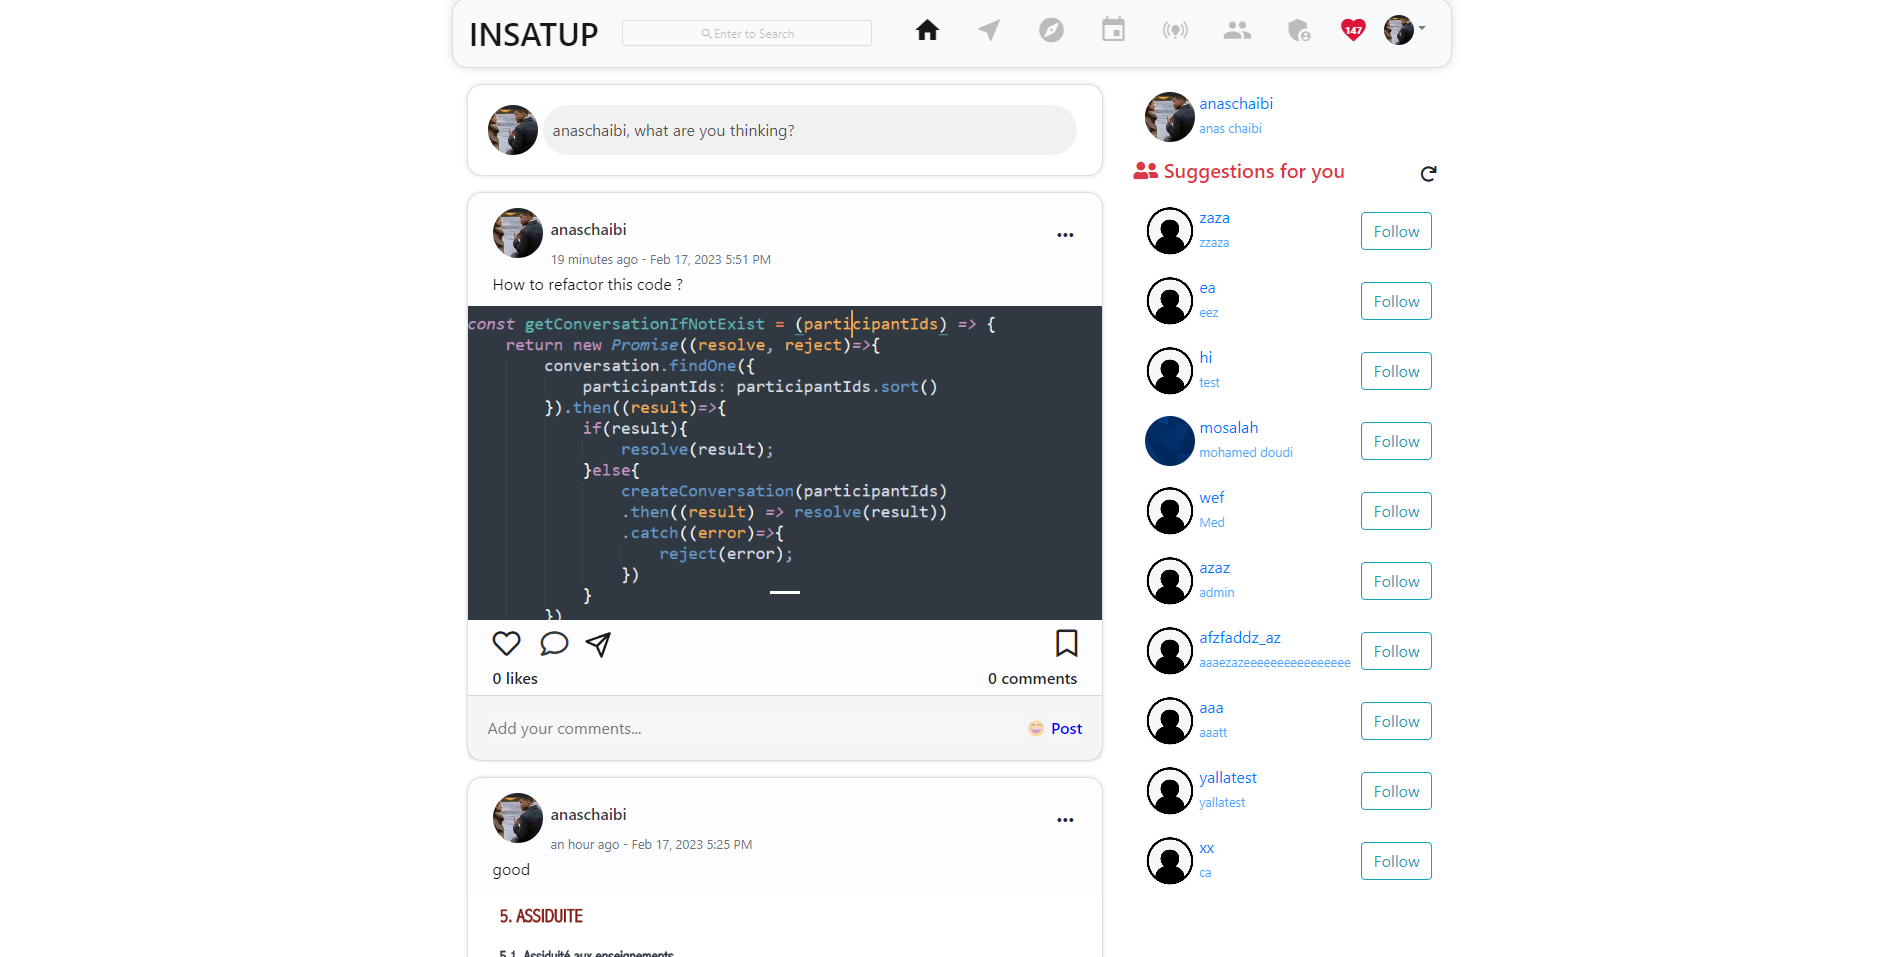 INSATUP
Enter to Search
147
anaschaibi, what are you thinking?
anaschaibi
19 minutes ago - Feb 17, 2023 5:51 PM
How to refactor this code ?
const getConversationIfNotExist = (participantIds) => {
return new Promise((resolve, reject)=>{
conversation.findOne({
participantIds: participantIds.sort()
}).then((result)=>{
if(result){
resolve(result);
}else{
createConversation(participantIds)
.then((result) => resolve(result))
.catch((error)=>{
reject(error);
})
}
})
0 likes
0 comments
Add your comments...
Post
anaschaibi
an hour ago - Feb 17, 2023 5:25 PM
good
5. ASSIDUITE
5.1. Assiduité aux enseignements
anaschaibi
anas chaibi
Suggestions for you
zaza
zzaza
Follow
ea
eez
Follow
hi
test
Follow
mosalah
mohamed doudi
Follow
wef
Med
Follow
azaz
admin
Follow
afzfaddz_az
aaaezazeeeeeeeeeeeeeeee
Follow
aaa
aaatt
Follow
yallatest
yallatest
Follow
xx
ca
Follow